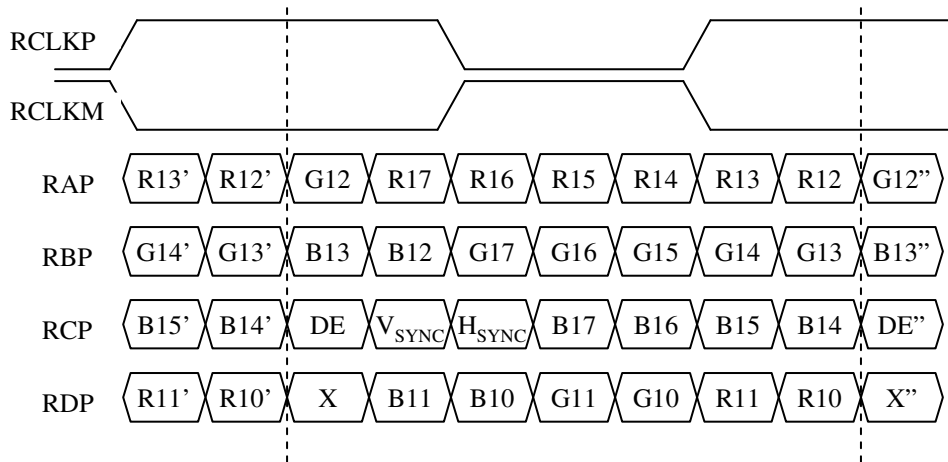 RCLKP
RCLKM
RAP R13’ R12’ G12 R17 R16 R15 R14 R13 R12 G12”
RBP G14’ G13’ B13 B12 G17 G16 G15 G14 G13 B13”
RCP B15’ B14’ DE VSYNC HSYNC B17 B16 B15 B14 DE”
RDP R11’ R10’ X B11 B10 G11 G10 R11 R10 X”